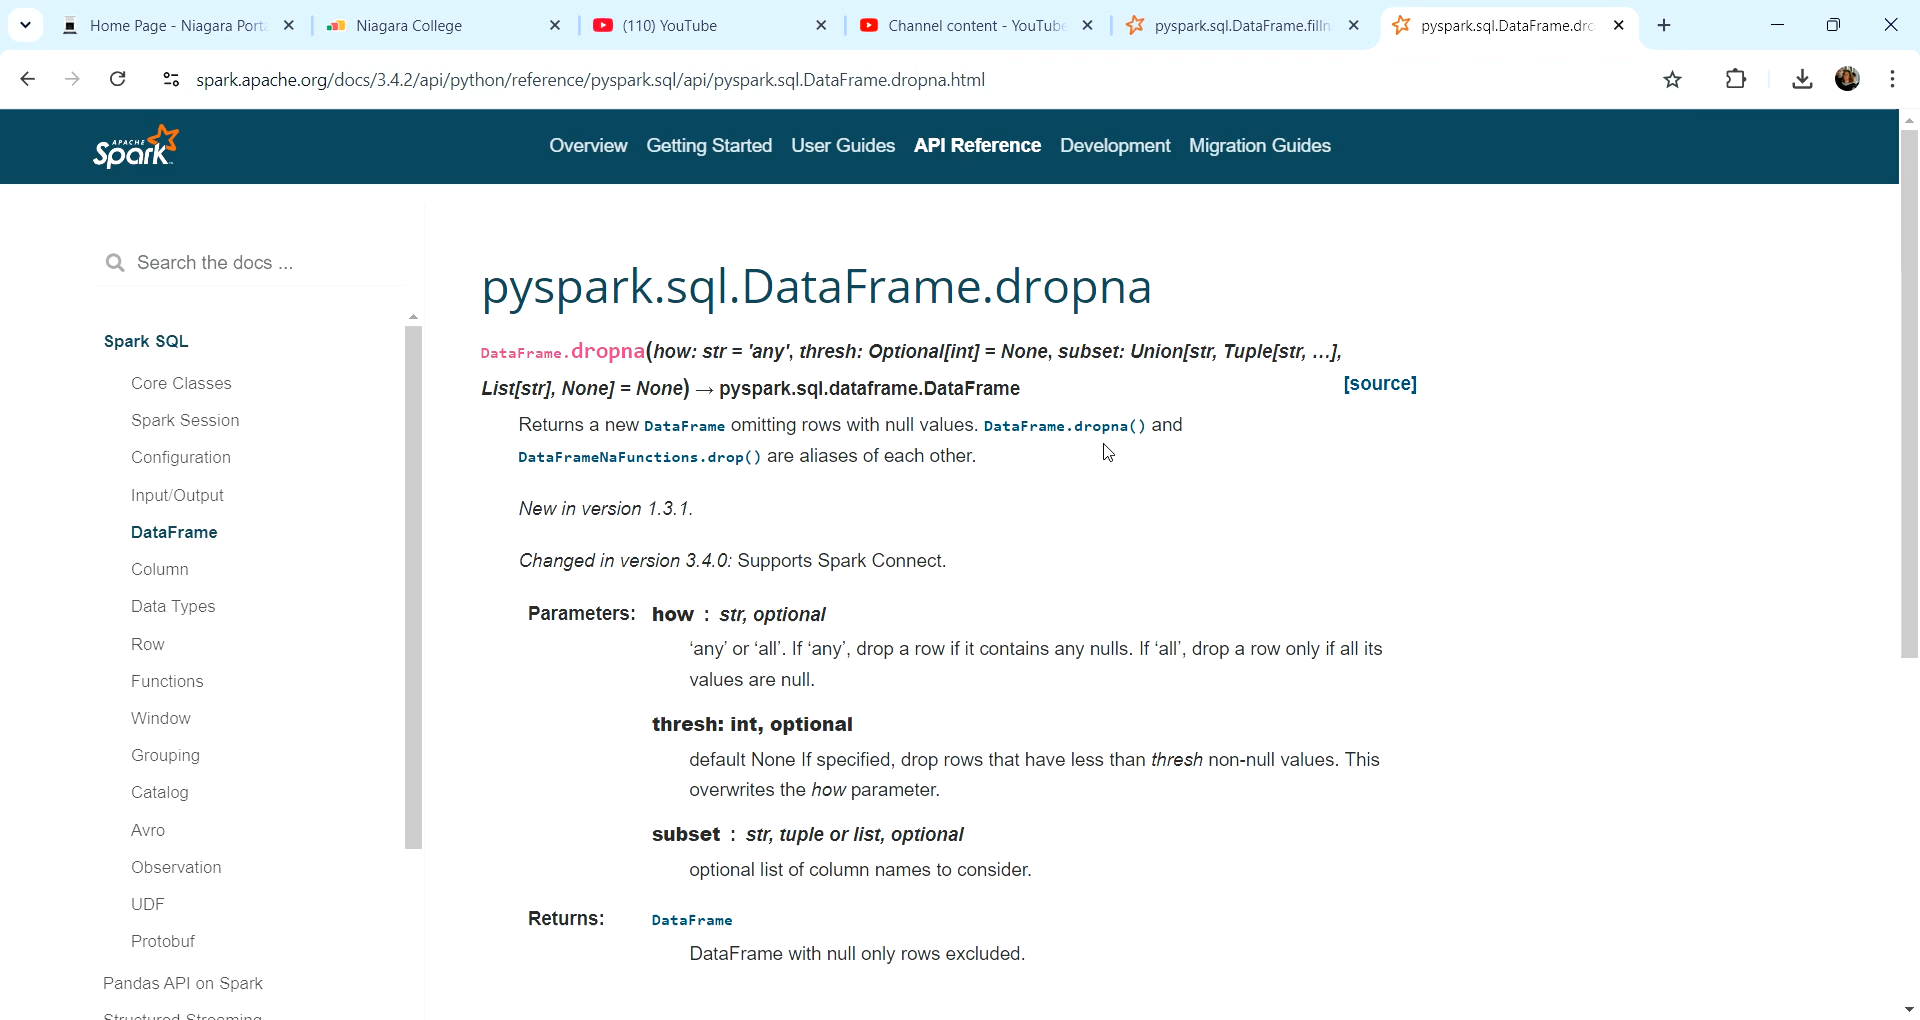 Home Page - Niagara Porta
Niagara College
(110) YouTube
Channel content - YouTube
pyspark.sql.DataFrame.filln
pyspark.sql.DataFrame.dro
spark.apache.org/docs/3.4.2/api/python/reference/pyspark.sql/api/pyspark.sql.DataFrame.dropna.html
APACHE
Spark
Overview Getting Started User Guides API Reference Development Migration Guides
Search the docs ...
Spark SQL
Core Classes
Spark Session
Configuration
Input/Output
DataFrame
Column
Data Types
Row
Functions
Window
Grouping
Catalog
Avro
Observation
UDF
Protobuf
Pandas API on Spark
Structured Streaming
pyspark.sql.DataFrame.dropna
DataFrame.dropna(how: str = 'any', thresh: Optional[int] = None, subset: Union[str, Tuple[str, …],
List[str], None] = None) → pyspark.sql.dataframe.DataFrame
[source]
Returns a new DataFrame omitting rows with null values. DataFrame.dropna() and
DataFrameNaFunctions.drop() are aliases of each other.
New in version 1.3.1.
Changed in version 3.4.0: Supports Spark Connect.
Parameters: how : str, optional
‘any’ or ‘all’. If ‘any’, drop a row if it contains any nulls. If ‘all’, drop a row only if all its
values are null.
thresh: int, optional
default None If specified, drop rows that have less than thresh non-null values. This
overwrites the how parameter.
subset : str, tuple or list, optional
optional list of column names to consider.
Returns: DataFrame
DataFrame with null only rows excluded.